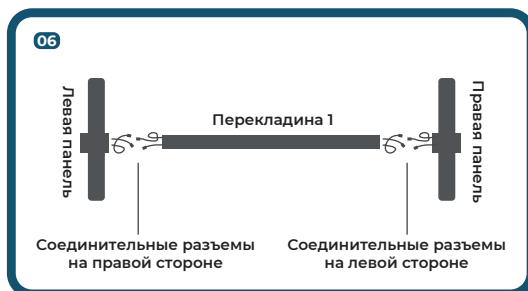 06
Левая панель
Перекладина 1
Правая панель
Соединительные разъемы
на правой стороне
Соединительные разъемы
на левой стороне